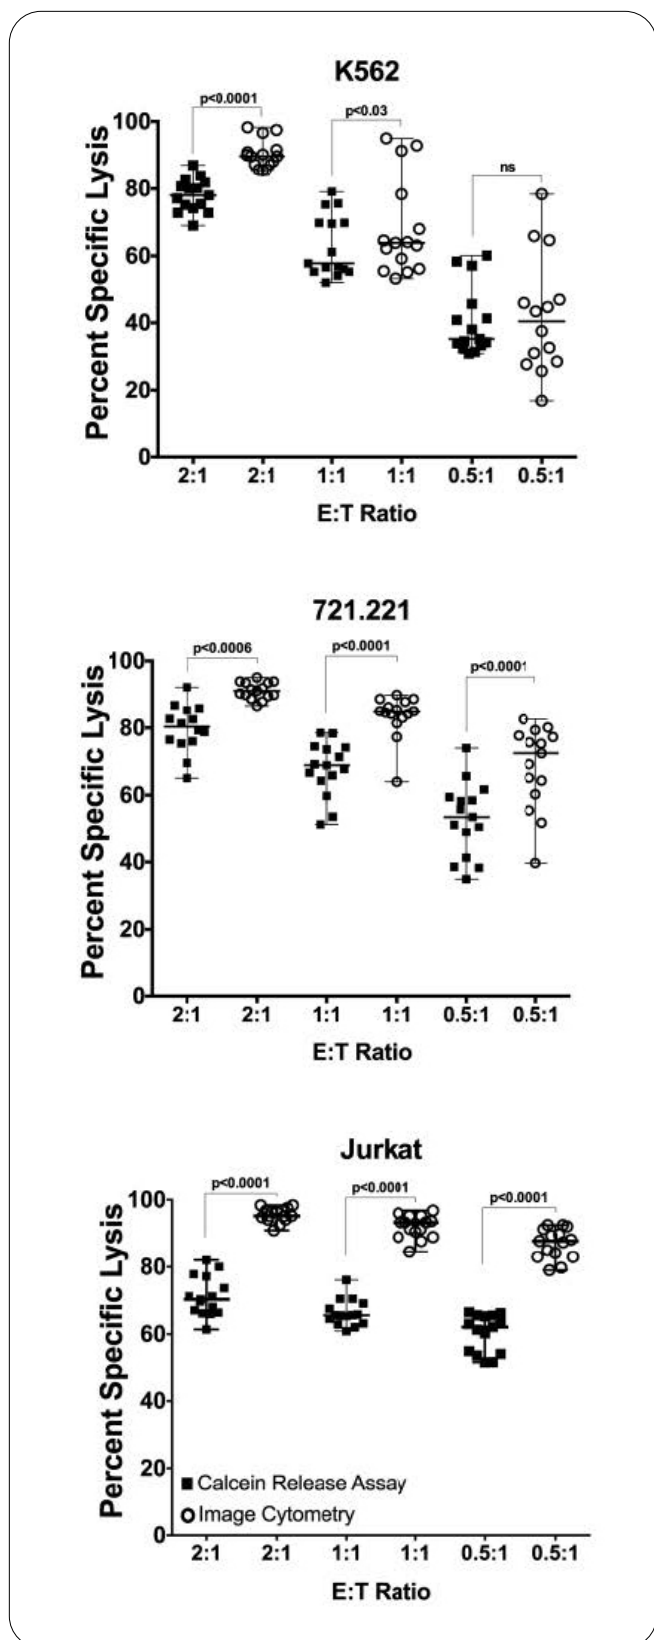 K562
p<0.0001
p<0.03
ns
Percent Specific Lysis
100
80
60
40
20
0
2:1 2:1 1:1 1:1 0.5:1 0.5:1
E:T Ratio
721.221
p<0.0006
p<0.0001
p<0.0001
Percent Specific Lysis
100
80
60
40
20
0
2:1 2:1 1:1 1:1 0.5:1 0.5:1
E:T Ratio
Jurkat
p<0.0001
p<0.0001
p<0.0001
Percent Specific Lysis
100
80
60
40
20
0
Calcein Release Assay
Image Cytometry
2:1 2:1 1:1 1:1 0.5:1 0.5:1
E:T Ratio